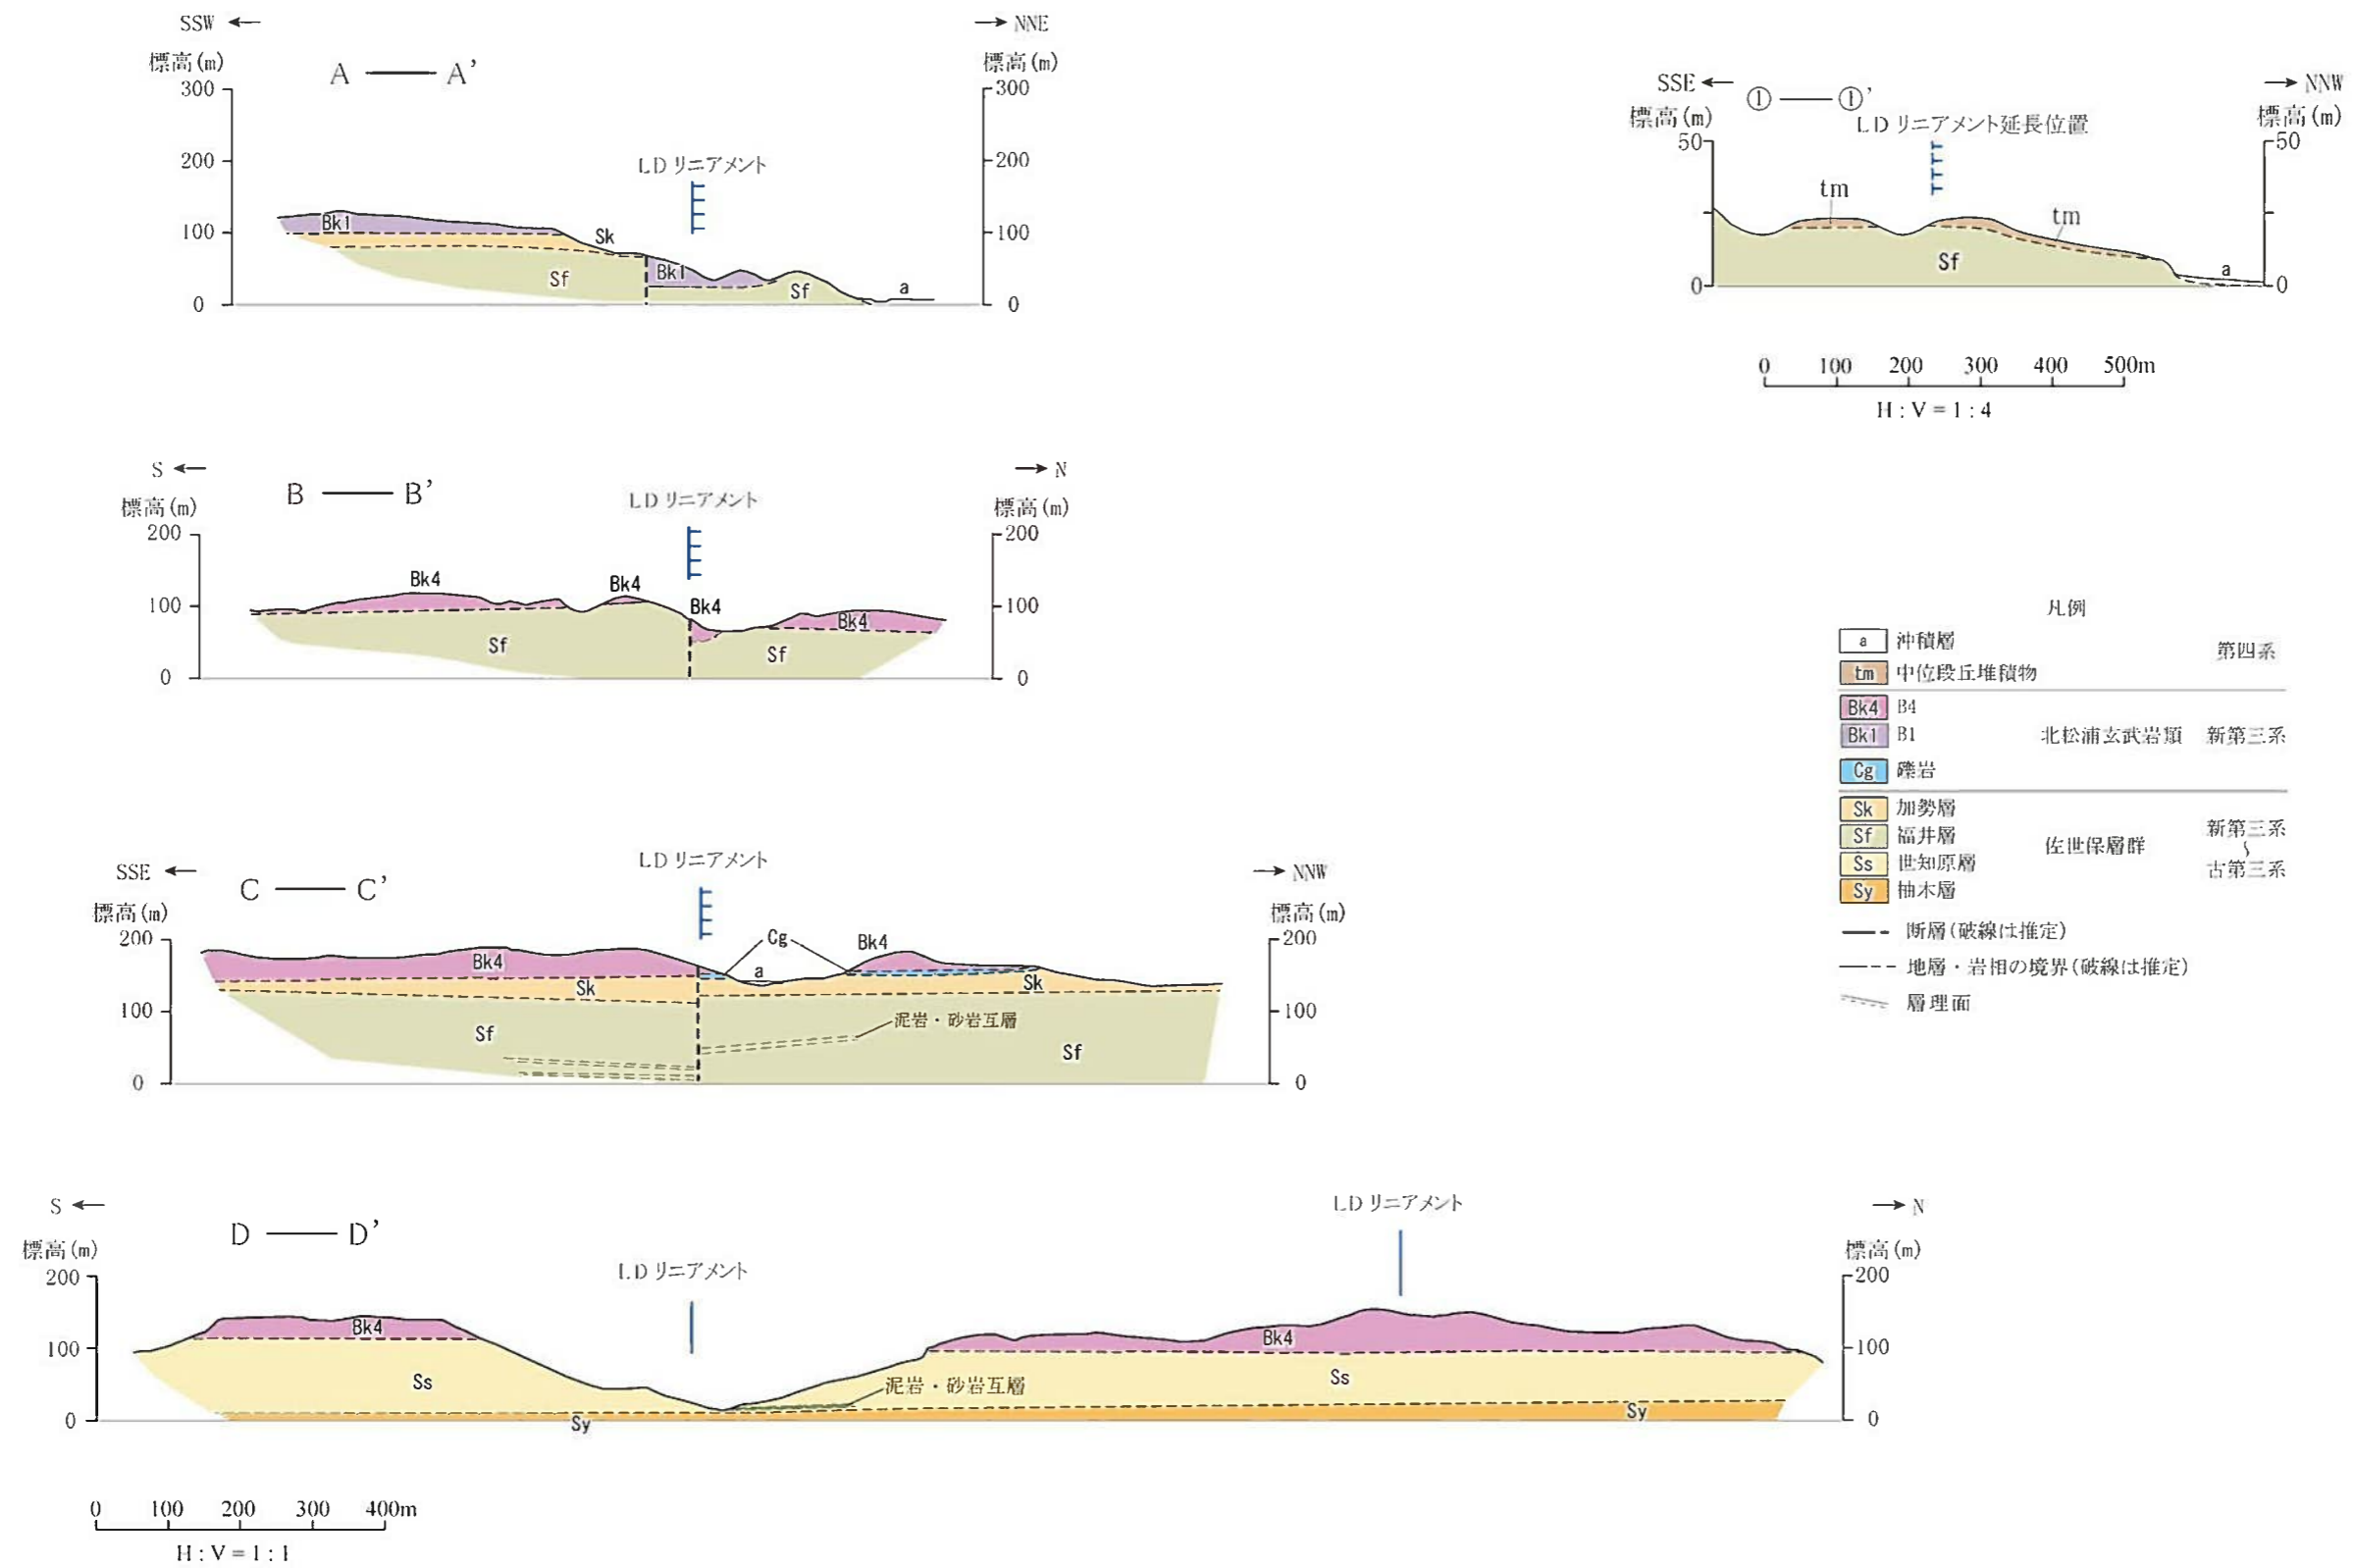 SSW ← → NNE
標高(m) A — A’ 標高(m)
300 300
200 200
100 100
0 0
LDリニアメント
Bk1
Sk
Bk1
Sf
Sf
a
SSE ← → NNW
標高(m) ① — ①’ 標高(m)
LDリニアメント延長位置
50 50
0 0
tm
tm
Sf
a
0 100 200 300 400 500m
H:V=1:4
S ← → N
標高(m) B — B’ 標高(m)
LDリニアメント
200 200
100 100
0 0
Bk4
Bk4
Bk4
Bk4
Sf
Sf
SSE ← → NNW
標高(m) C — C’ 標高(m)
LDリニアメント
200 200
100 100
0 0
Cg
Bk4
Bk4
a
Sk
Sk
泥岩・砂岩互層
Sf
Sf
S ← → N
標高(m) D — D’ 標高(m)
LDリニアメント
LDリニアメント
200 200
100 100
0 0
Bk4
Bk4
Ss
泥岩・砂岩互層
Ss
Sy
Sy
0 100 200 300 400m
H:V=1:1
凡例
a 沖積層
第四系
tm 中位段丘堆積物
Bk4 B4
Bk1 B1 北松浦玄武岩類 新第三系
Cg 礫岩
Sk 加勢層
新第三系
Sf 福井層
佐世保層群 〜
Ss 世知原層
古第三系
Sy 柚木層
断層(破線は推定)
地層・岩相の境界(破線は推定)
層理面